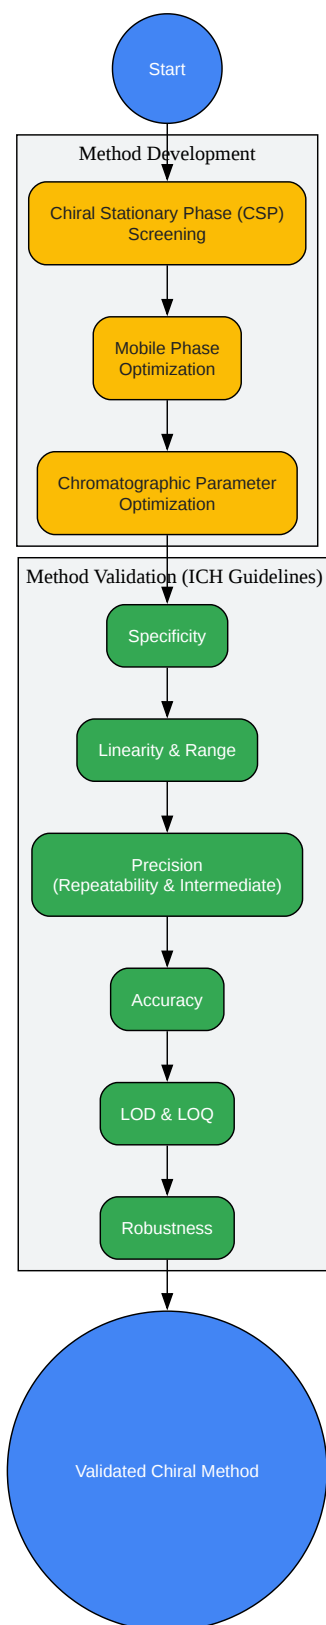 Start
Method Development
Chiral Stationary Phase (CSP)
Screening
Mobile Phase
Optimization
Chromatographic Parameter
Optimization
Method Validation (ICH Guidelines)
Specificity
Linearity & Range
Precision
(Repeatability & Intermediate)
Accuracy
LOD & LOQ
Robustness
Validated Chiral Method